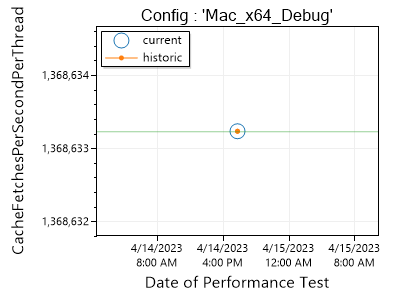 Config : 'Mac_x64_Debug'
current
historic
CacheFetchesPerSecondPerThread
1,368,634
1,368,633
1,368,632
4/14/2023 4/14/2023 4/15/2023 4/15/2023
8:00 AM 4:00 PM 12:00 AM 8:00 AM
Date of Performance Test